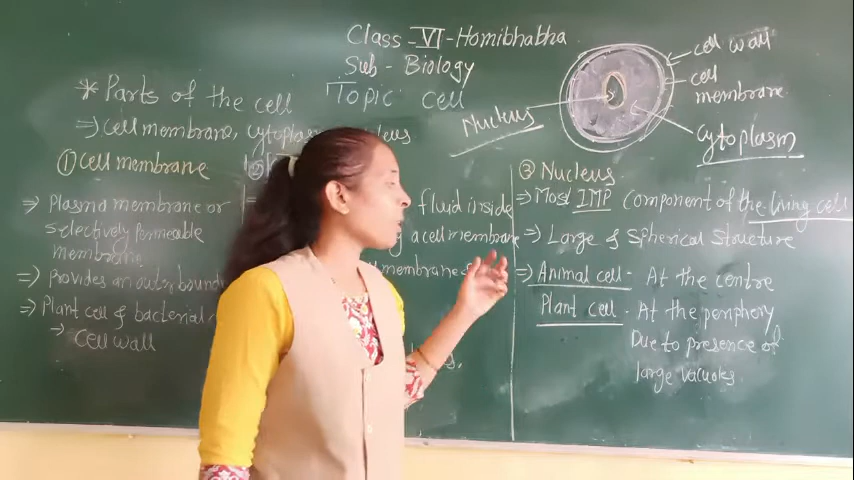 Class - VI - Homibhabha
Sub - Biology
Topic cell
* Parts of the cell
⇒ Cell membrane, cytoplasm
① Cell membrane
⇒ Plasma membrane or
selectively permeable
membrane
⇒ Provides an outer
⇒ Plant cell & bacterial
→ Cell wall
②
fluid inside
a cell membrane
membrane
cell wall
cell
membrane
Nucleus
Cytoplasm
③ Nucleus
⇒ Most IMP component of the living cell
⇒ Large & Spherical Structure
⇒ Animal cell - At the centre
Plant cell - At the periphory
Due to presence of
large vacuoles.